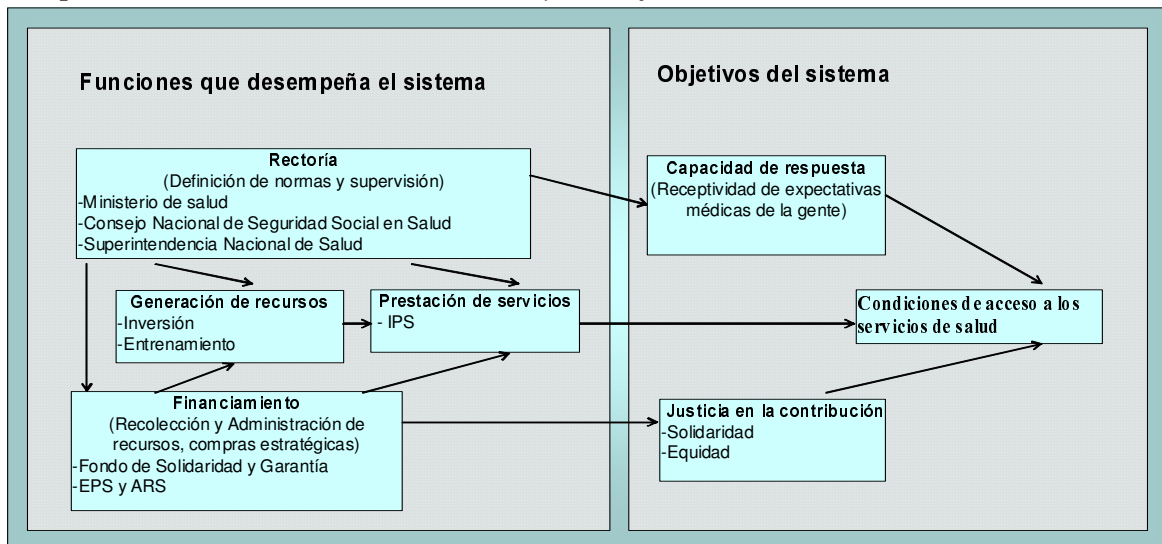 Funciones que desempeña el sistema
Rectoría
(Definición de normas y supervisión)
-Ministerio de salud
-Consejo Nacional de Seguridad Social en Salud
-Superintendencia Nacional de Salud
Generación de recursos
-Inversión
-Entrenamiento
Prestación de servicios
- IPS
Financiamiento
(Recolección y Administración de
recursos, compras estratégicas)
-Fondo de Solidaridad y Garantía
-EPS y ARS
Objetivos del sistema
Capacidad de respuesta
(Receptividad de expectativas
médicas de la gente)
Condiciones de acceso a los
servicios de salud
Justicia en la contribución
-Solidaridad
-Equidad